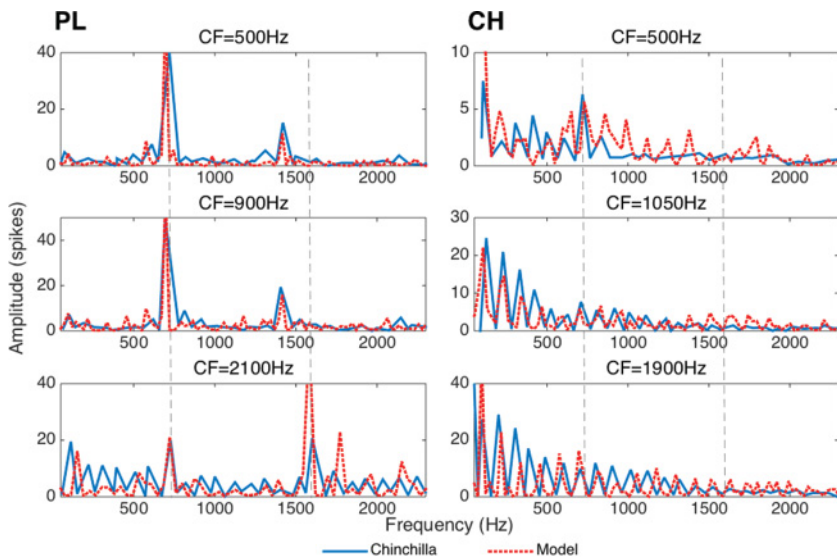 PL
CH
CF=500Hz
CF=500Hz
40
20
0
500 1000 1500 2000
10
5
0
500 1000 1500 2000
CF=900Hz
CF=1050Hz
40
20
0
500 1000 1500 2000
30
20
10
0
500 1000 1500 2000
CF=2100Hz
CF=1900Hz
40
20
0
500 1000 1500 2000
40
20
0
500 1000 1500 2000
Amplitude (spikes)
Frequency (Hz)
Chinchilla
Model